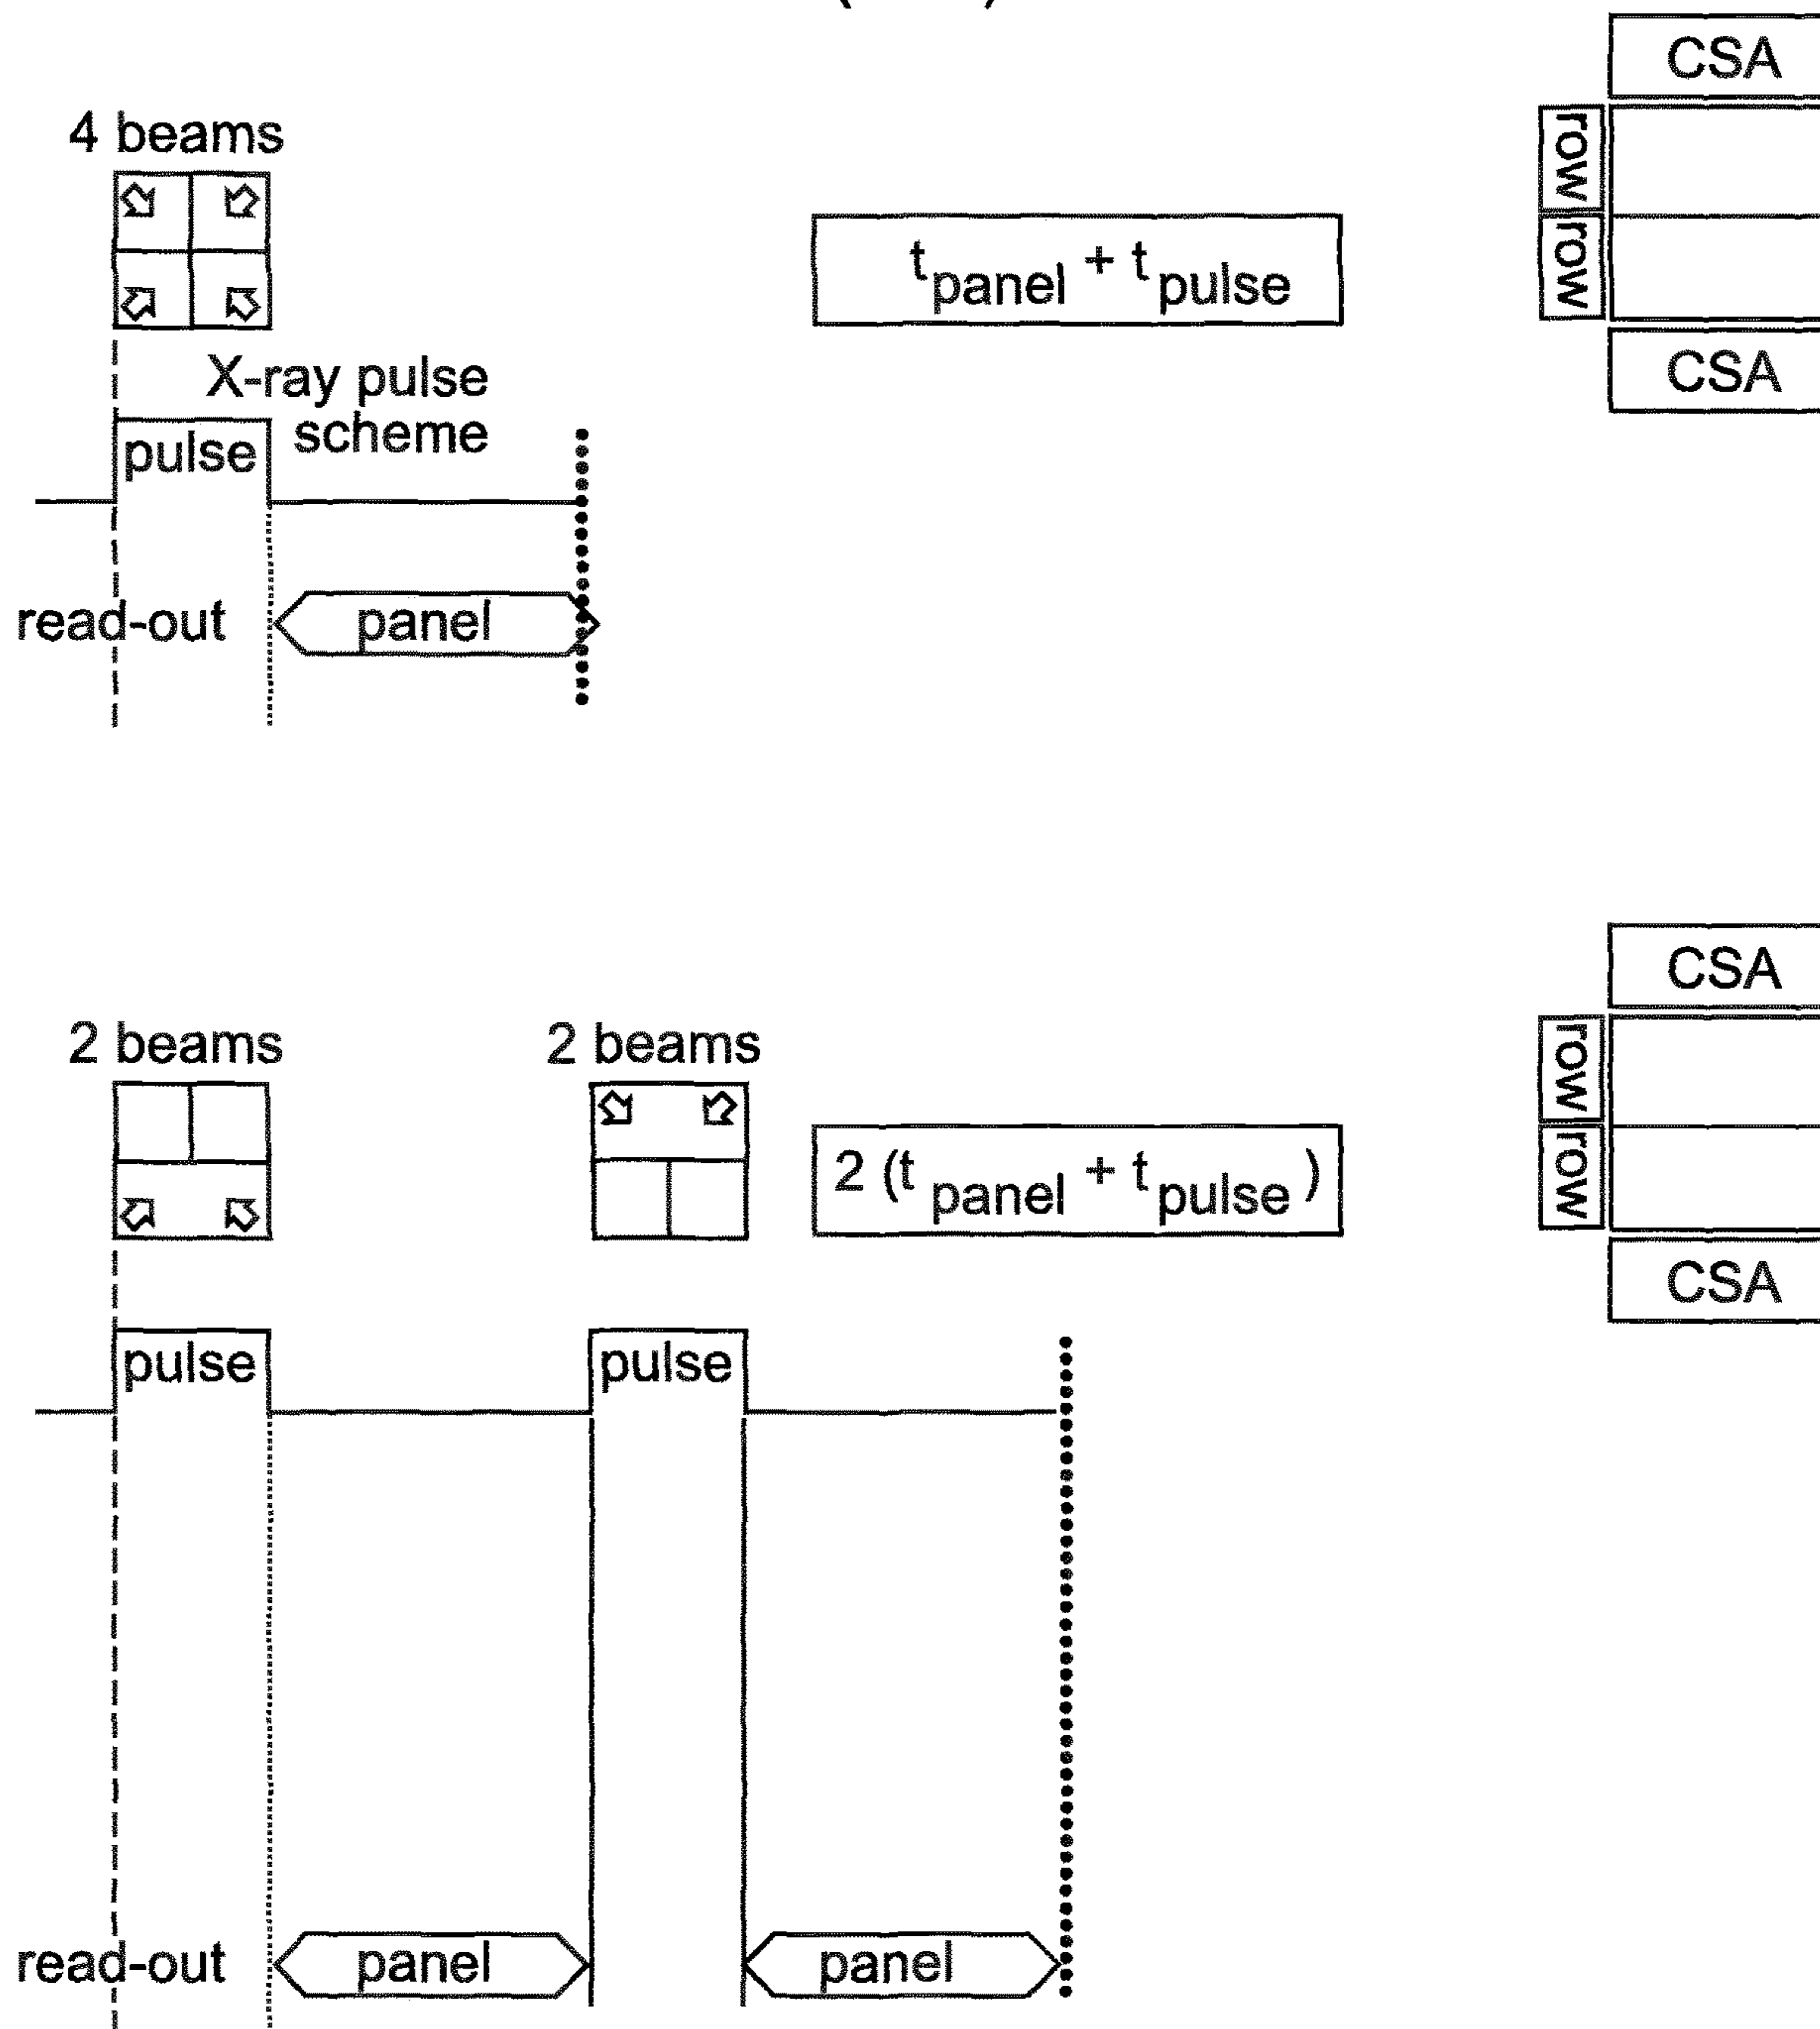 CSA
4 beams
row
row
t panel + t pulse
CSA
X-ray pulse
scheme
pulse
read-out
panel
CSA
2 beams
2 beams
row
row
2 (t panel + t pulse )
CSA
pulse
pulse
read-out
panel
panel